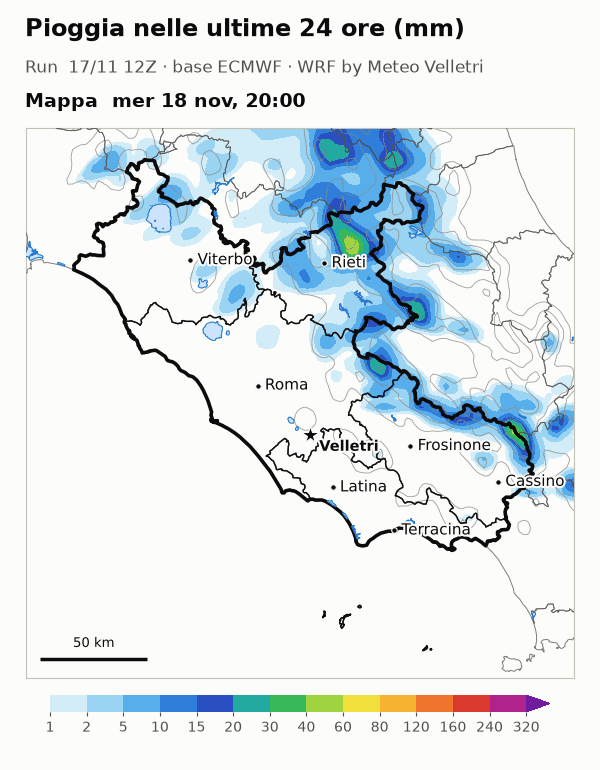 Pioggia nelle ultime 24 ore (mm)
Run  17/11 12Z · base ECMWF · WRF by Meteo Velletri
Mappa  mer 18 nov, 20:00
Viterbo
Rieti
Roma
Velletri
Frosinone
Latina
Cassino
Terracina
50 km
1 2 5 10 15 20 30 40 60 80 120 160 240 320